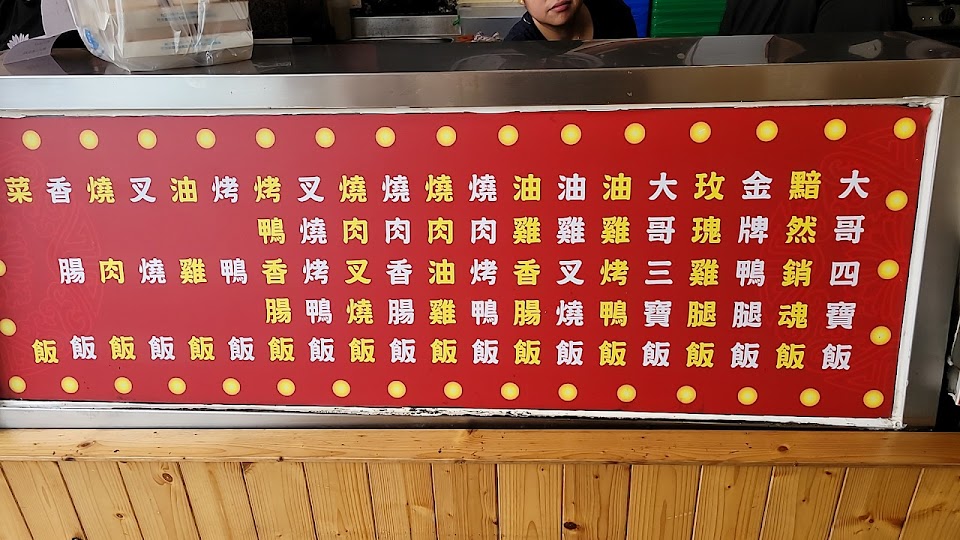 大哥四寶飯
黯然銷魂飯
金牌鴨腿飯
玫瑰雞腿飯
大哥三寶飯
油雞烤鴨飯
油雞叉燒飯
油雞香腸飯
燒肉烤鴨飯
燒肉油雞飯
燒肉香腸飯
燒肉叉燒飯
叉燒烤鴨飯
烤鴨香腸飯
烤鴨飯
油雞飯
叉燒飯
燒肉飯
香腸飯
菜飯